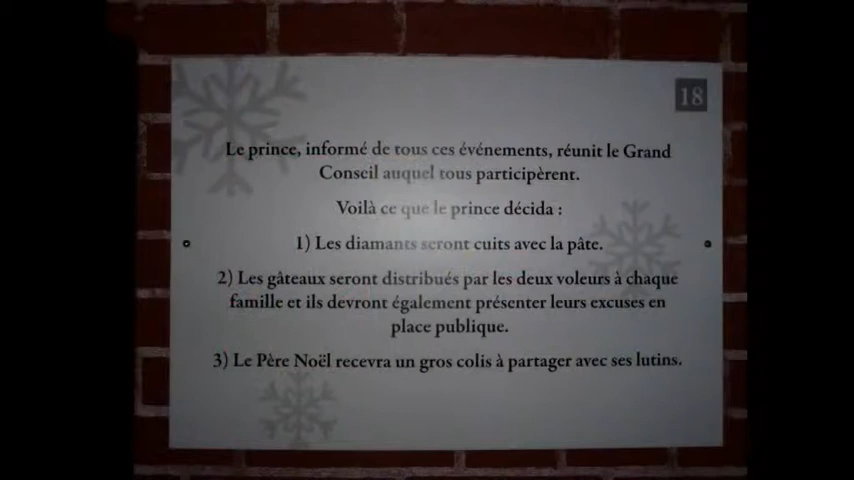 18
Le prince, informé de tous ces événements, réunit le Grand
Conseil auquel tous participèrent.
Voilà ce que le prince décida :
1) Les diamants seront cuits avec la pâte.
2) Les gâteaux seront distribués par les deux voleurs à chaque
famille et ils devront également présenter leurs excuses en
place publique.
3) Le Père Noël recevra un gros colis à partager avec ses lutins.